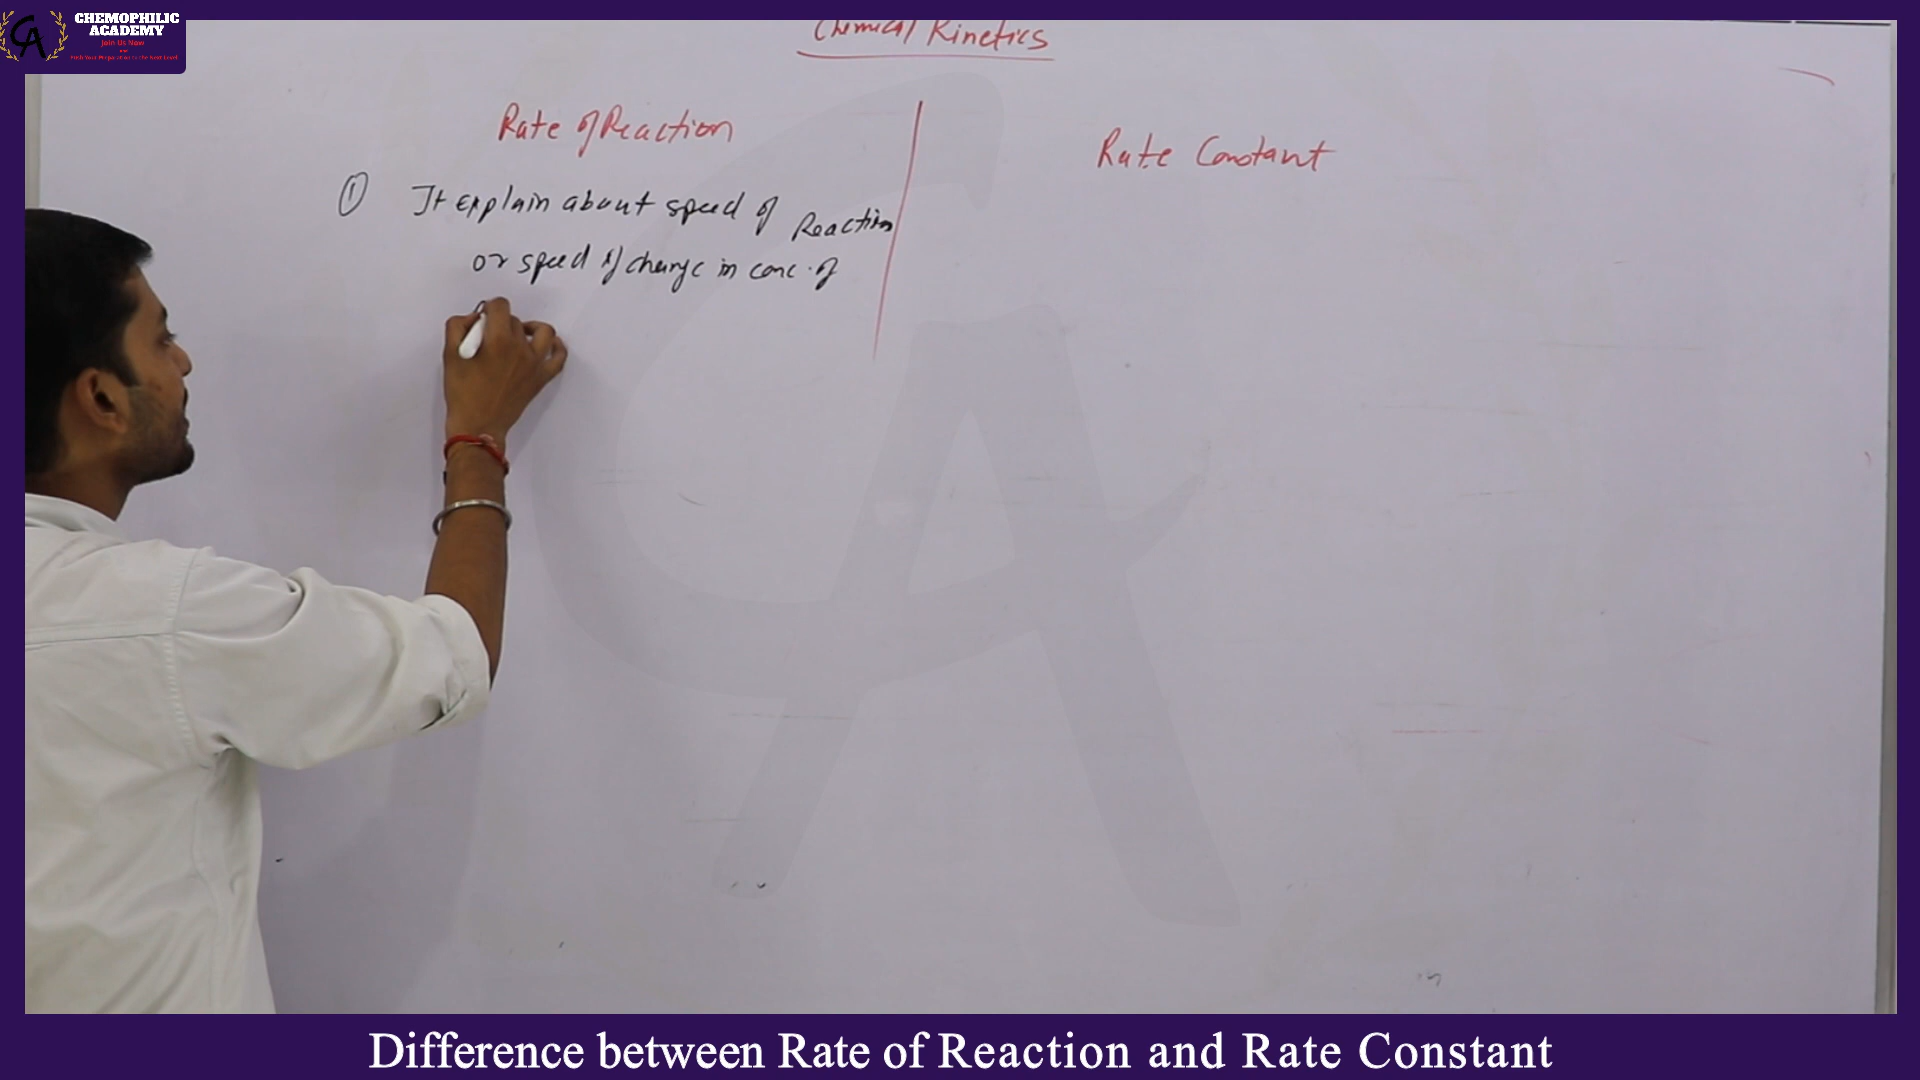 CHEMOPHILIC
ACADEMY
Join Us Now
Chemical Kinetics
Rate of Reaction
Rate Constant
① It explain about speed of Reaction
or speed of change in conc. of
Difference between Rate of Reaction and Rate Constant